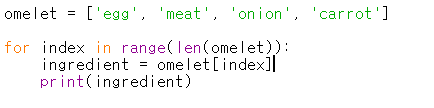 omelet = ['egg', 'meat', 'onion', 'carrot']
for index in range(len(omelet)):
    ingredient = omelet[index]
    print(ingredient)